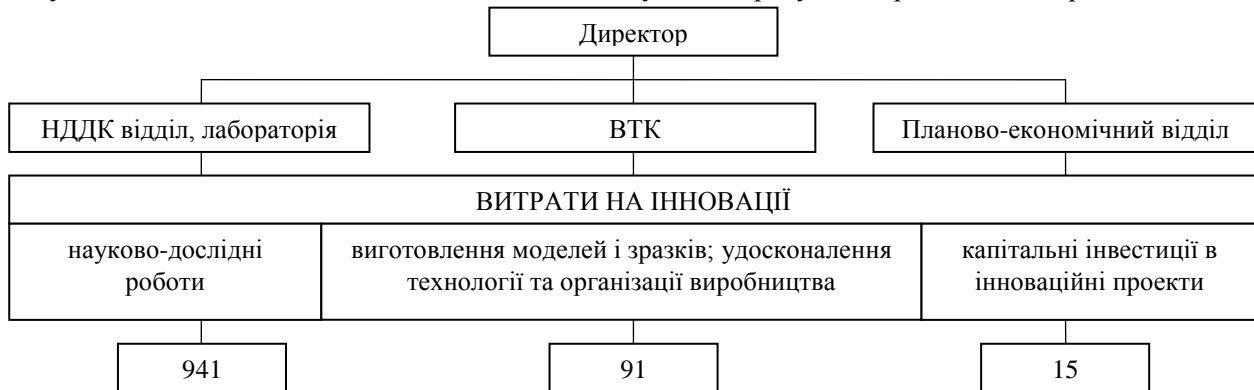 Директор
НДДК відділ, лабораторія
ВТК
Планово-економічний відділ
ВИТРАТИ НА ІННОВАЦІЇ
науково-дослідні
роботи
виготовлення моделей і зразків; удосконалення
технології та організації виробництва
капітальні інвестиції в
інноваційні проекти
941
91
15